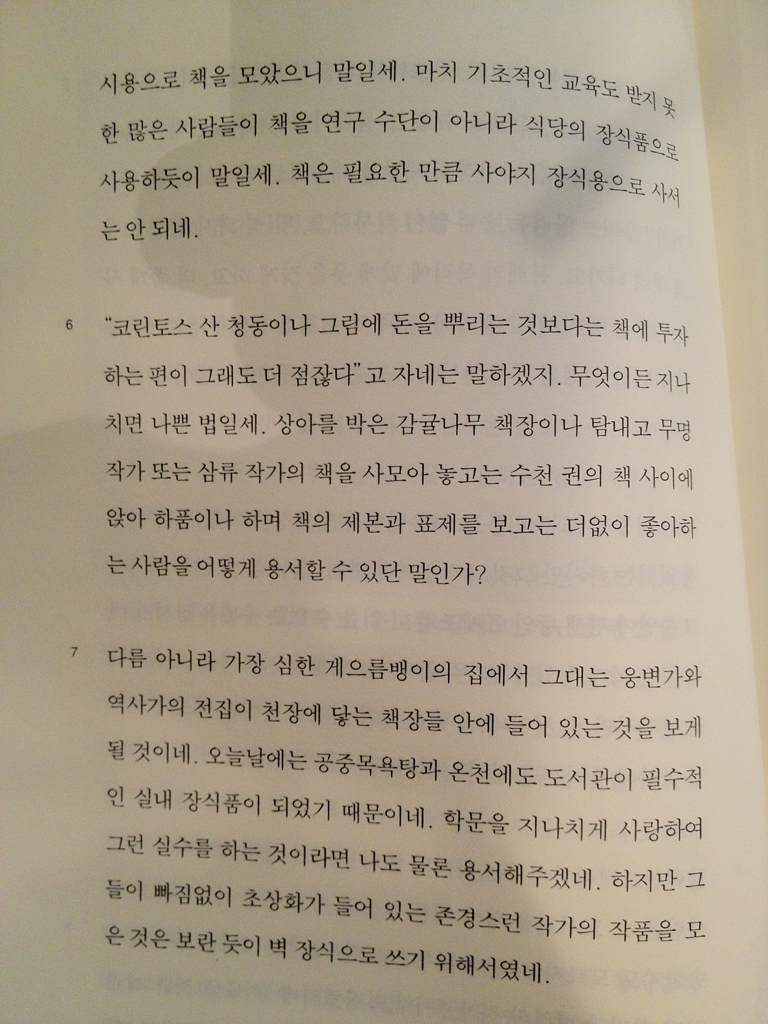 시용으로 책을 모았으니 말일세. 마치 기초적인 교육도 받지 못
한 많은 사람들이 책을 연구 수단이 아니라 식당의 장식품으로
사용하듯이 말일세. 책은 필요한 만큼 사야지 장식용으로 사서
는 안 되네.
6 “코린토스 산 청동이나 그림에 돈을 뿌리는 것보다는 책에 투자
하는 편이 그래도 더 점잖다”고 자네는 말하겠지. 무엇이든 지나
치면 나쁜 법일세. 상아를 박은 감귤나무 책장이나 탐내고 무명
작가 또는 삼류 작가의 책을 사모아 놓고는 수천 권의 책 사이에
앉아 하품이나 하며 책의 제본과 표제를 보고는 더없이 좋아하
는 사람을 어떻게 용서할 수 있단 말인가?
7 다름 아니라 가장 심한 게으름뱅이의 집에서 그대는 웅변가와
역사가의 전집이 천장에 닿는 책장들 안에 들어 있는 것을 보게
될 것이네. 오늘날에는 공중목욕탕과 온천에도 도서관이 필수적
인 실내 장식품이 되었기 때문이네. 학문을 지나치게 사랑하여
그런 실수를 하는 것이라면 나도 물론 용서해주겠네. 하지만 그
들이 빠짐없이 초상화가 들어 있는 존경스런 작가의 작품을 모
은 것은 보란 듯이 벽 장식으로 쓰기 위해서였네.